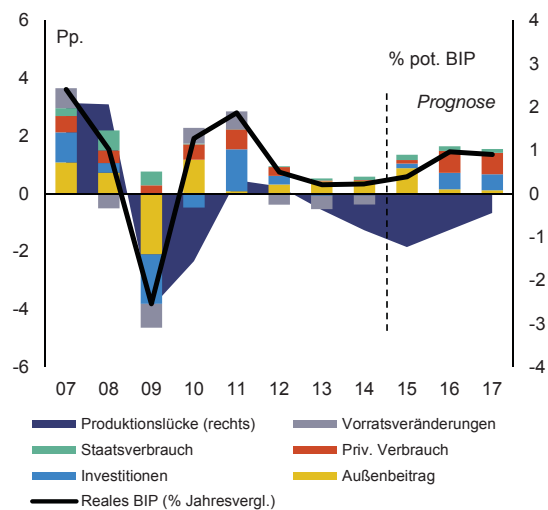 6
4
2
0
-2
-4
-6
Pp.
% pot. BIP
Prognose
4
3
2
1
0
-1
-2
-3
-4
07 08 09 10 11 12 13 14 15 16 17
Produktionslücke (rechts) Vorratsveränderungen
Staatsverbrauch Priv. Verbrauch
Investitionen Außenbeitrag
Reales BIP (% Jahresvergl.)